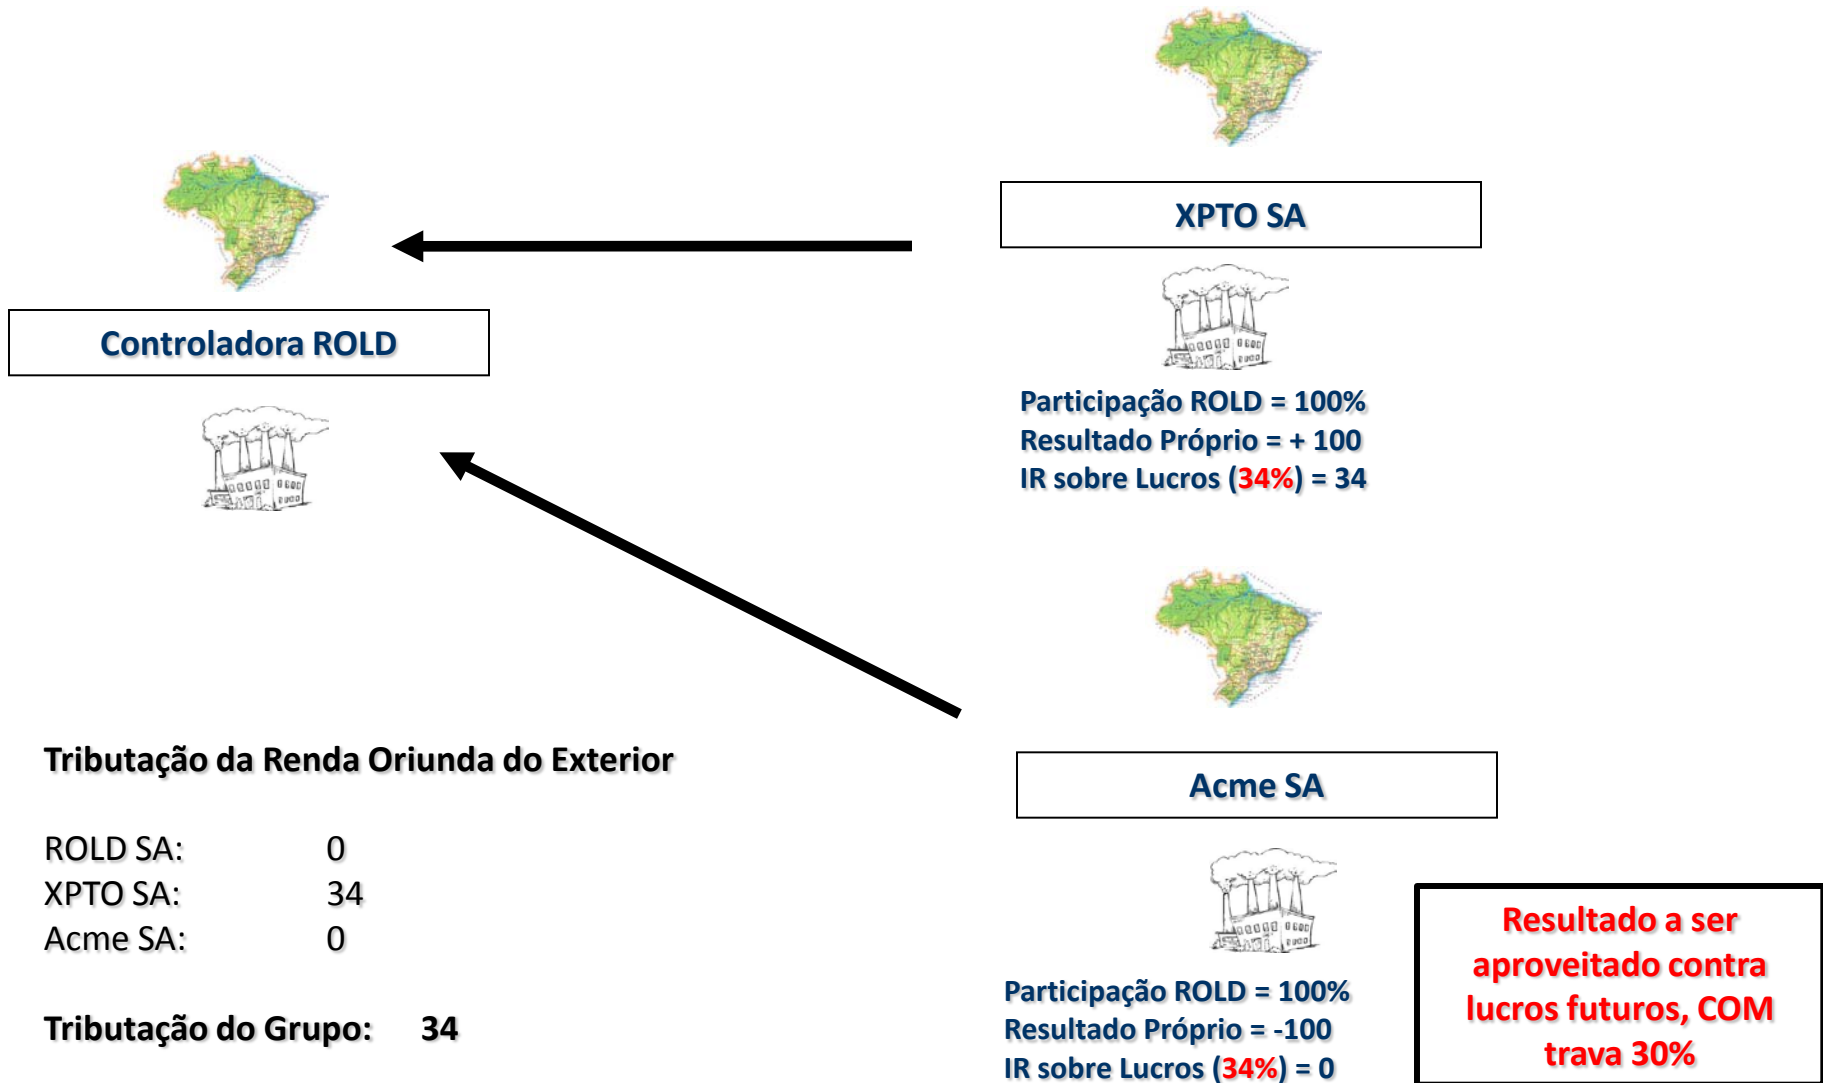 XPTO SA
Controladora ROLD
Participação ROLD = 100%
Resultado Próprio = + 100
IR sobre Lucros (34%) = 34
Tributação da Renda Oriunda do Exterior
ROLD SA: 0
XPTO SA: 34
Acme SA: 0
Tributação do Grupo: 34
Acme SA
Participação ROLD = 100%
Resultado Próprio = -100
IR sobre Lucros (34%) = 0
Resultado a ser
aproveitado contra
lucros futuros, COM
trava 30%